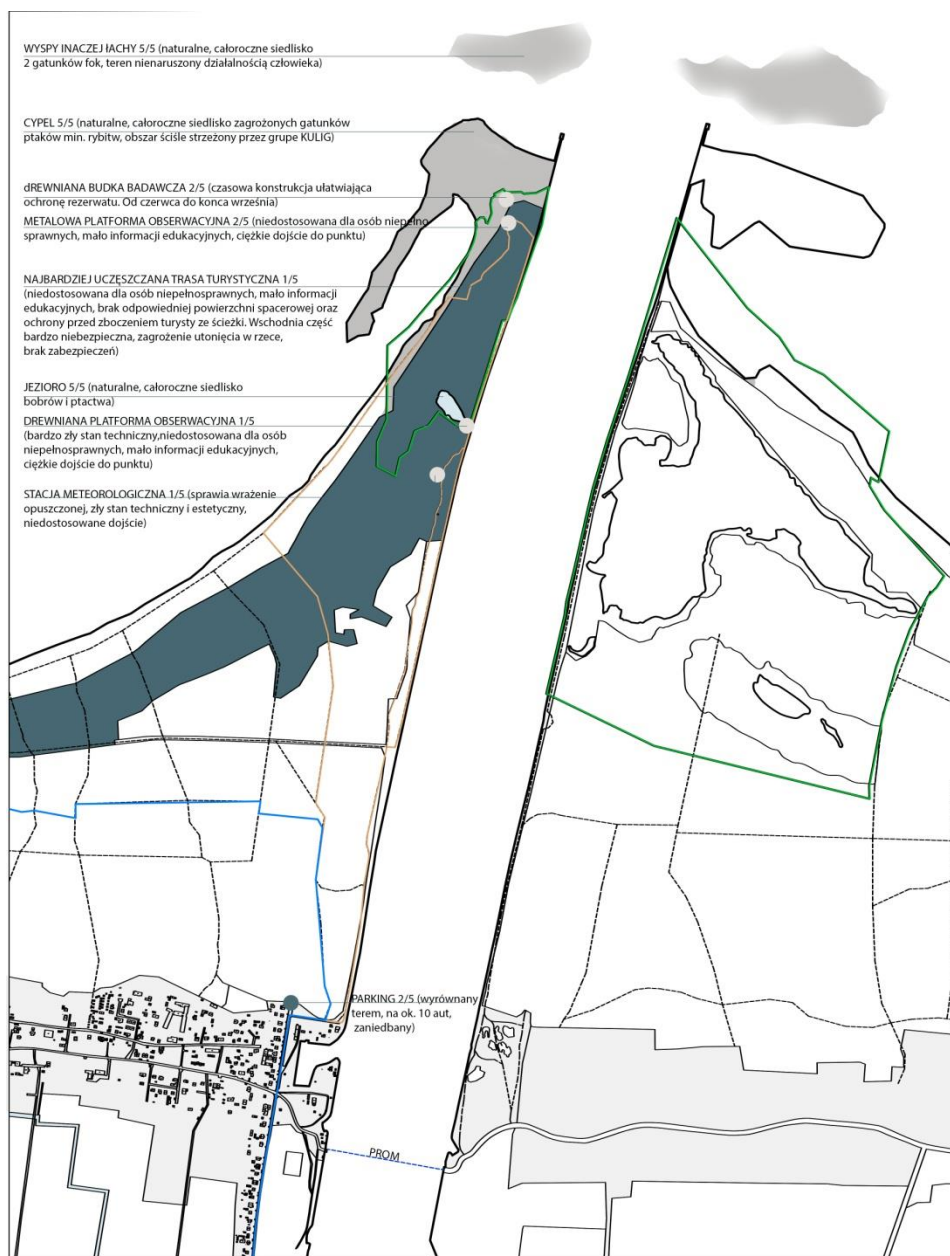 WYSPY INACZEJ łACHY 5/5 (naturalne, całoroczne siedlisko
2 gatunków fok, teren nienaruszony działalnością człowieka)
CYPEL 5/5 (naturalne, całoroczne siedlisko zagrożonych gatunków
ptaków min. rybitw, obszar ściśle strzeżony przez grupe KULIG)
dREWNIANA BUDKA BADAWCZA 2/5 (czasowa konstrukcja ułatwiająca
ochronę rezerwatu. Od czerwca do konca września)
METALOWA PLATFORMA OBSERWACYJNA 2/5 (niedostosowana dla osób niepełno
sprawnych, mało informacji edukacyjnych, ciężkie dojście do punktu)
NAJBARDZIEJ UCZĘSZCZANA TRASA TURYSTYCZNA 1/5
(niedostosowana dla osób niepełnosprawnych, mało informacji
edukacyjnych, brak odpowiedniej powierzchni spacerowej oraz
ochrony przed zboczeniem turysty ze ścieżki. Wschodnia część
bardzo niebezpieczna, zagrożenie utonięcia w rzece,
brak zabezpieczeń)
JEZIORO 5/5 (naturalne, całoroczne siedlisko
bobrów i ptactwa)
DREWNIANA PLATFORMA OBSERWACYJNA 1/5
(bardzo zły stan techniczny,niedostosowana dla osób
niepełnosprawnych, mało informacji edukacyjnych,
ciężkie dojście do punktu)
STACJA METEOROLOGICZNA 1/5 (sprawia wrażenie
opuszczonej, zły stan techniczny i estetyczny,
niedostosowane dojście)
PARKING 2/5 (wyrównany
terem, na ok. 10 aut,
zaniedbany)
PROM